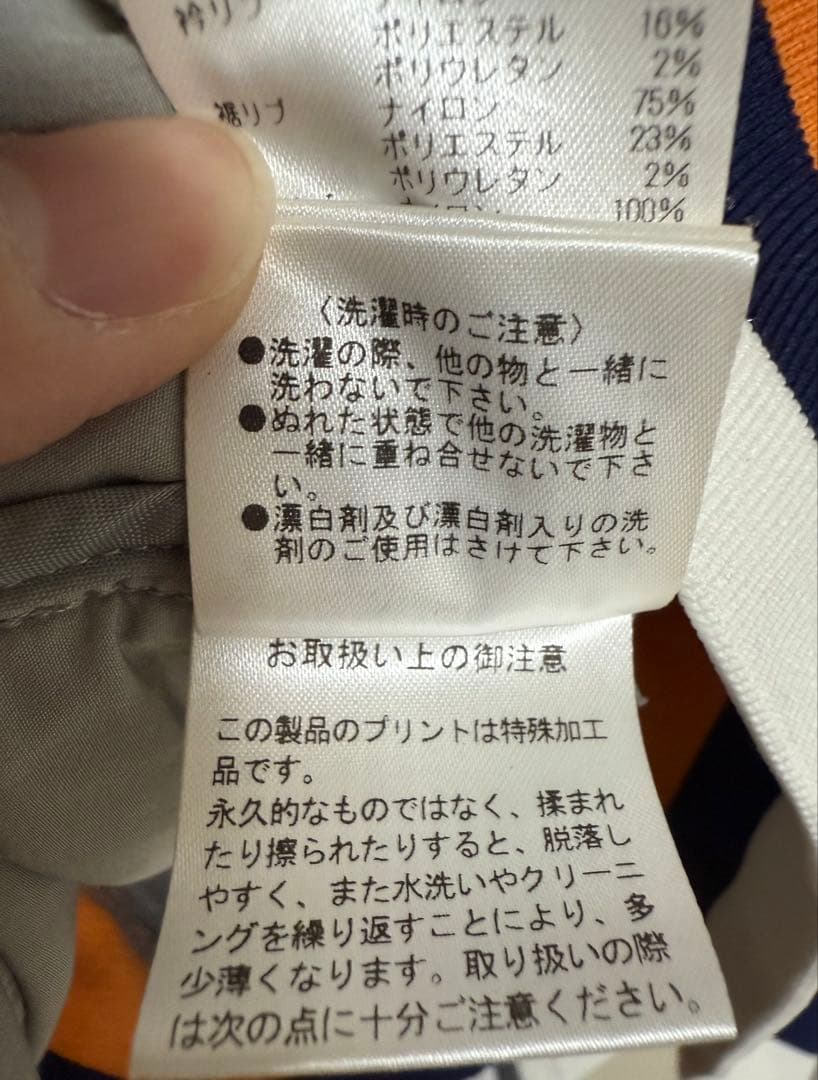 衿リブ
ポリエステル 16%
ポリウレタン 2%
裾リブ ナイロン 75%
ポリエステル 23%
ポリウレタン 2%
100%
〈洗濯時のご注意〉
●洗濯の際、他の物と一緒に
洗わないで下さい。
●ぬれた状態で他の洗濯物と
一緒に重ね合せないで下さ
い。
●漂白剤及び漂白剤入りの洗
剤のご使用はさけて下さい。
お取扱い上の御注意
この製品のプリントは特殊加工
品です。
永久的なものではなく、揉まれ
たり擦られたりすると、脱落し
やすく、また水洗いやクリーニ
ングを繰り返すことにより、多
少薄くなります。取り扱いの際
は次の点に十分ご注意ください。